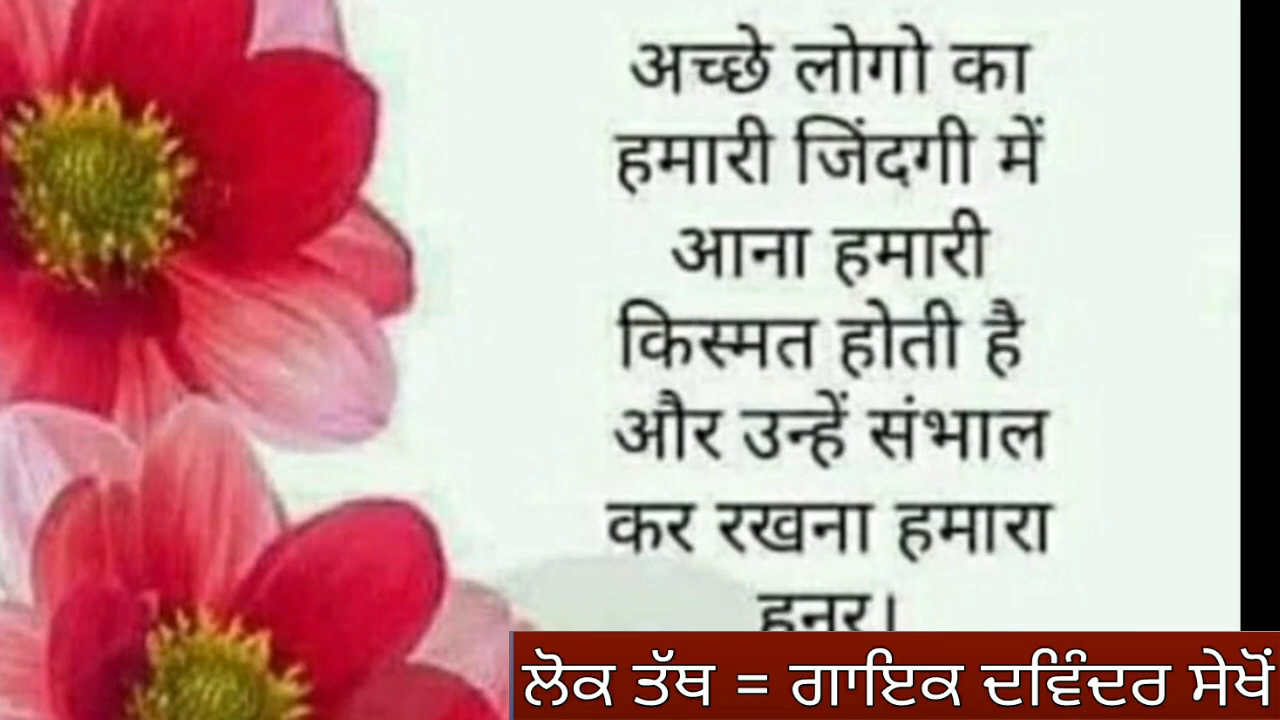 अच्छे लोगो का
हमारी जिंदगी में
आना हमारी
किस्मत होती है
और उन्हें संभाल
कर रखना हमारा
हुनर।
ਲੋਕ ਤੱਥ = ਗਾਇਕ ਦਵਿੰਦਰ ਸੇਖੋਂ